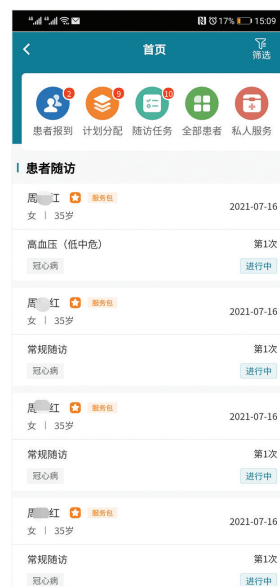 17% 15:09
首页
筛选
2
9
10
患者报到 计划分配 随访任务 全部患者 私人服务
患者随访
周 红 服务包
女 | 35岁
2021-07-16
高血压（低中危） 第1次
冠心病 进行中
周 红 服务包
女 | 35岁
2021-07-16
常规随访 第1次
冠心病 进行中
周 红 服务包
女 | 35岁
2021-07-16
常规随访 第1次
冠心病 进行中
周 红 服务包
女 | 35岁
2021-07-16
常规随访 第1次
冠心病 进行中